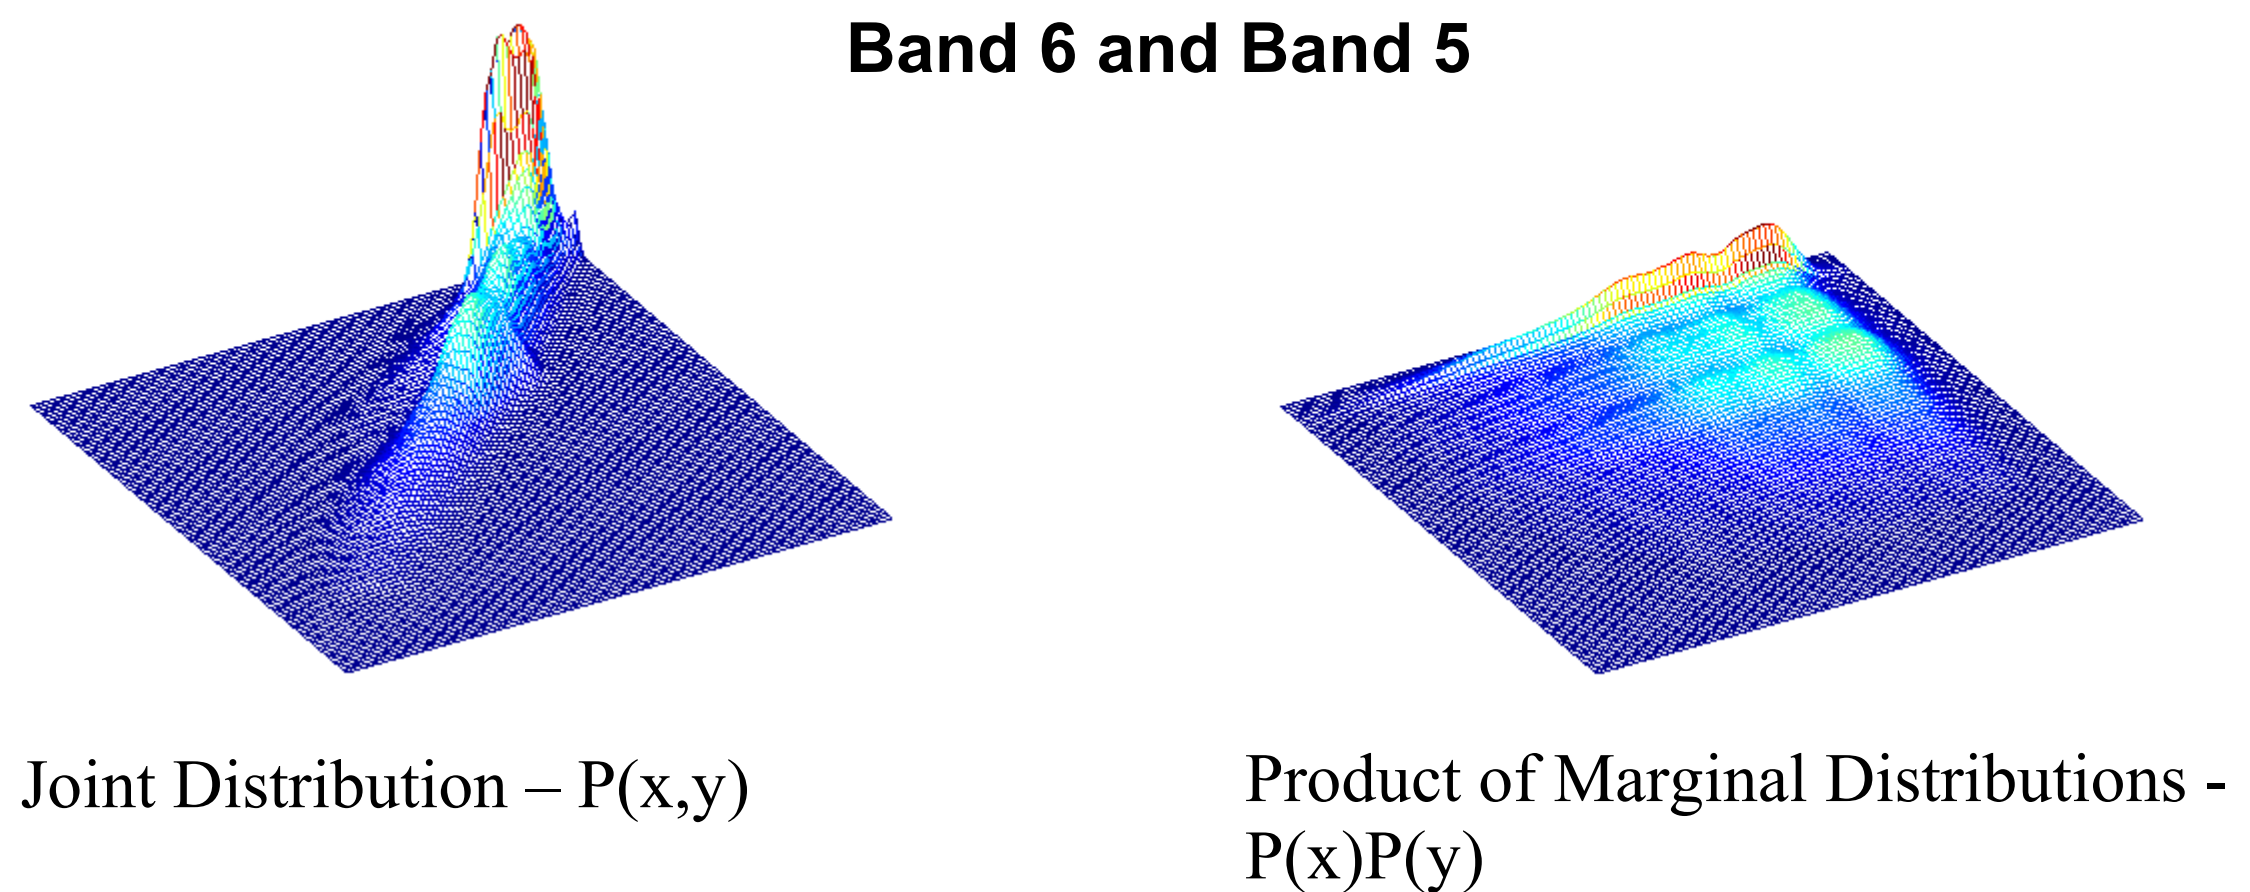 Band 6 and Band 5
Joint Distribution – P(x,y)
Product of Marginal Distributions -
P(x)P(y)